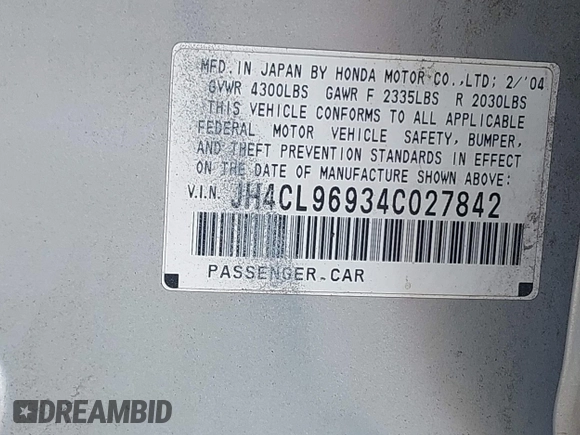 MFD. IN JAPAN BY HONDA MOTOR CO.,LTD; 2/'04
GVWR 4300LBS GAWR F 2335LBS R 2030LBS
THIS VEHICLE CONFORMS TO ALL APPLICABLE
FEDERAL MOTOR VEHICLE SAFETY, BUMPER,
AND THEFT PREVENTION STANDARDS IN EFFECT
ON THE DATE OF MANUFACTURE SHOWN ABOVE:
V.I.N. JH4CL96934C027842
PASSENGER CAR
DREAMBID